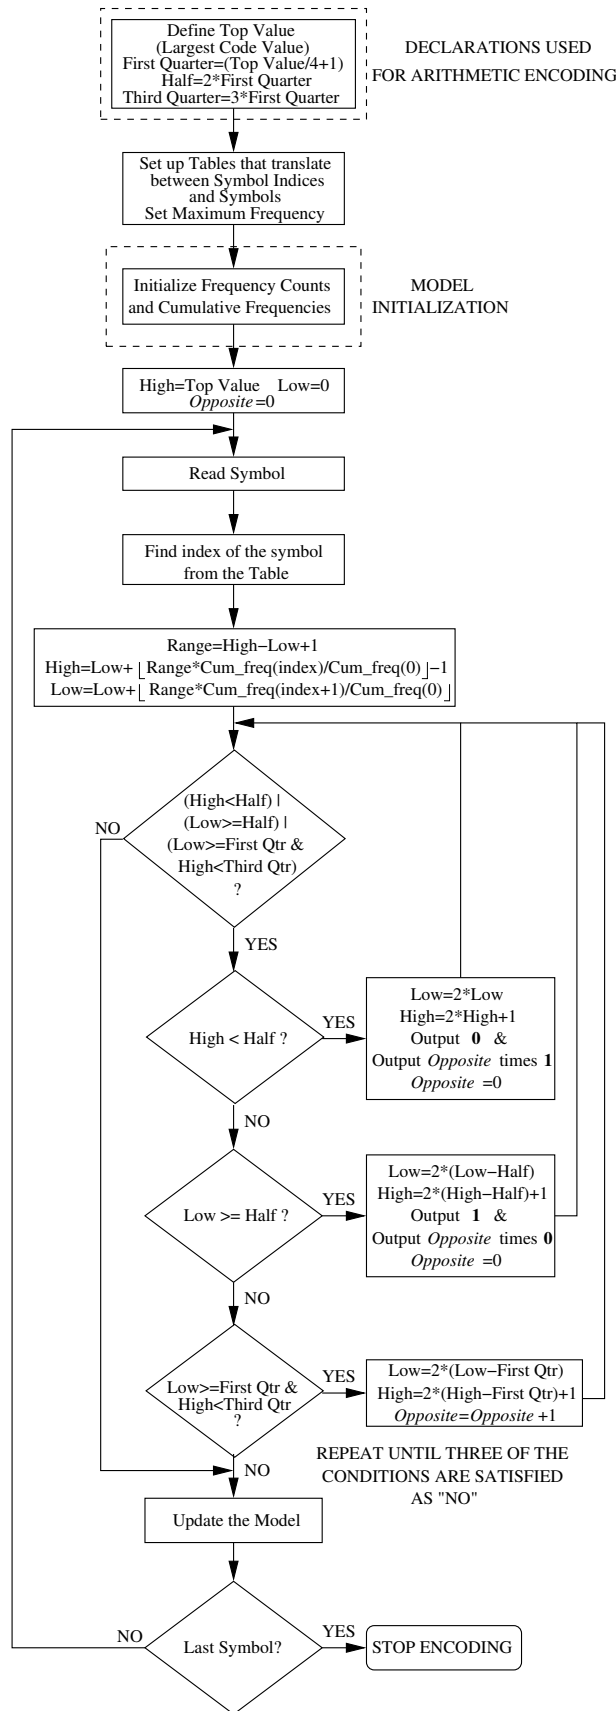 Define Top Value
(Largest Code Value)
First Quarter=(Top Value/4+1)
Half=2*First Quarter
Third Quarter=3*First Quarter
DECLARATIONS USED
FOR ARITHMETIC ENCODING
Set up Tables that translate
between Symbol Indices
and Symbols
Set Maximum Frequency
Initialize Frequency Counts
and Cumulative Frequencies
MODEL
INITIALIZATION
High=Top Value Low=0
Opposite=0
Read Symbol
Find index of the symbol
from the Table
Range=High−Low+1
High=Low+⌊Range*Cum_freq(index)/Cum_freq(0)⌋−1
Low=Low+⌊Range*Cum_freq(index+1)/Cum_freq(0)⌋
(High<Half) |
(Low>=Half) |
(Low>=First Qtr &
High<Third Qtr)
?
NO
YES
High < Half ?
YES
Low=2*Low
High=2*High+1
Output 0 &
Output Opposite times 1
Opposite =0
NO
Low >= Half ?
YES
Low=2*(Low−Half)
High=2*(High−Half)+1
Output 1 &
Output Opposite times 0
Opposite =0
NO
Low>=First Qtr &
High<Third Qtr
?
YES
Low=2*(Low−First Qtr)
High=2*(High−First Qtr)+1
Opposite=Opposite+1
NO
REPEAT UNTIL THREE OF THE
CONDITIONS ARE SATISFIED
AS "NO"
Update the Model
Last Symbol?
NO
YES
STOP ENCODING